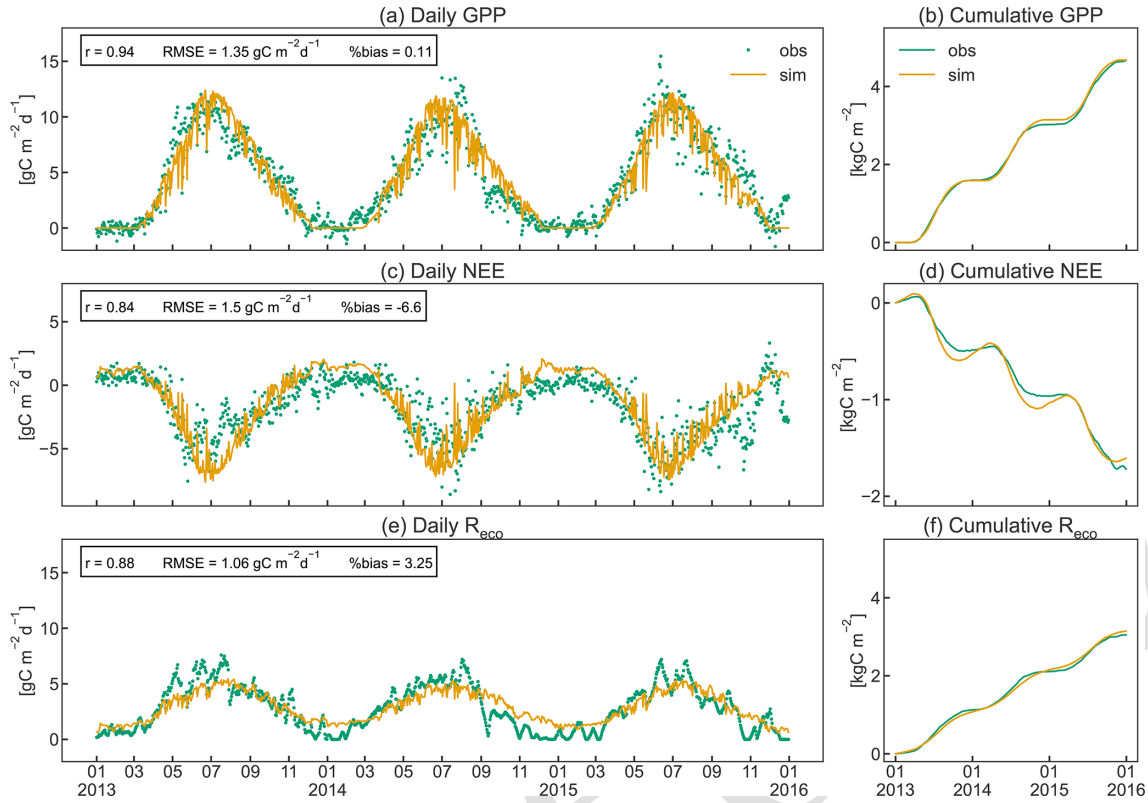 (a) Daily GPP
r = 0.94 RMSE = 1.35 gC m⁻²d⁻¹ %bias = 0.11
obs
sim
15
10
5
0
[gC m⁻²d⁻¹]
(b) Cumulative GPP
obs
sim
4
2
0
[kgC m⁻²]
(c) Daily NEE
r = 0.84 RMSE = 1.5 gC m⁻²d⁻¹ %bias = -6.6
5
0
−5
[gC m⁻²d⁻¹]
(d) Cumulative NEE
0
−1
−2
[kgC m⁻²]
(e) Daily Reco
r = 0.88 RMSE = 1.06 gC m⁻²d⁻¹ %bias = 3.25
15
10
5
0
[gC m⁻²d⁻¹]
01 03 05 07 09 11 01 03 05 07 09 11 01 03 05 07 09 11 01
2013 2014 2015 2016
(f) Cumulative Reco
4
2
0
[kgC m⁻²]
01 01 01 01
2013 2014 2015 2016